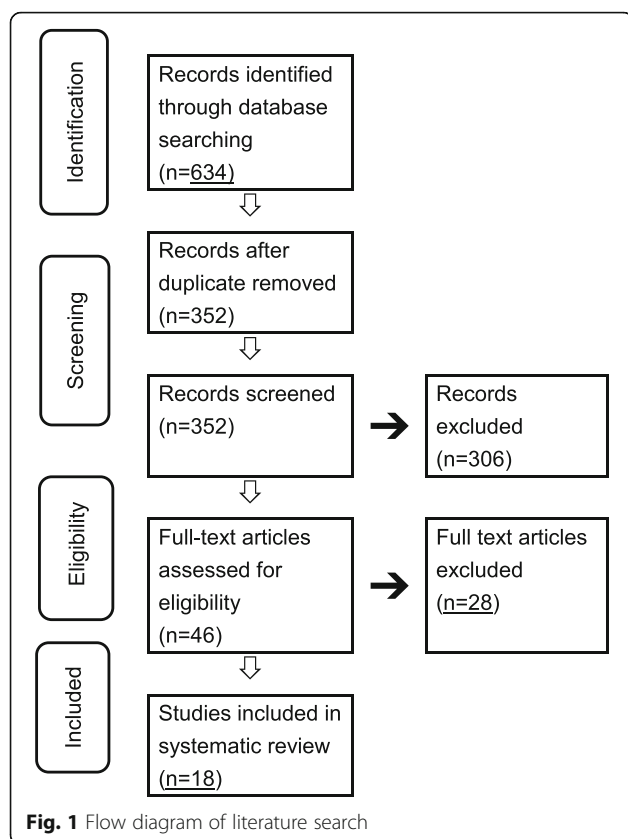 Identification
Records identified
through database
searching
(n=634)
Screening
Records after
duplicate removed
(n=352)
Records screened
(n=352)
Records
excluded
(n=306)
Eligibility
Full-text articles
assessed for
eligibility
(n=46)
Full text articles
excluded
(n=28)
Included
Studies included in
systematic review
(n=18)
Fig. 1 Flow diagram of literature search